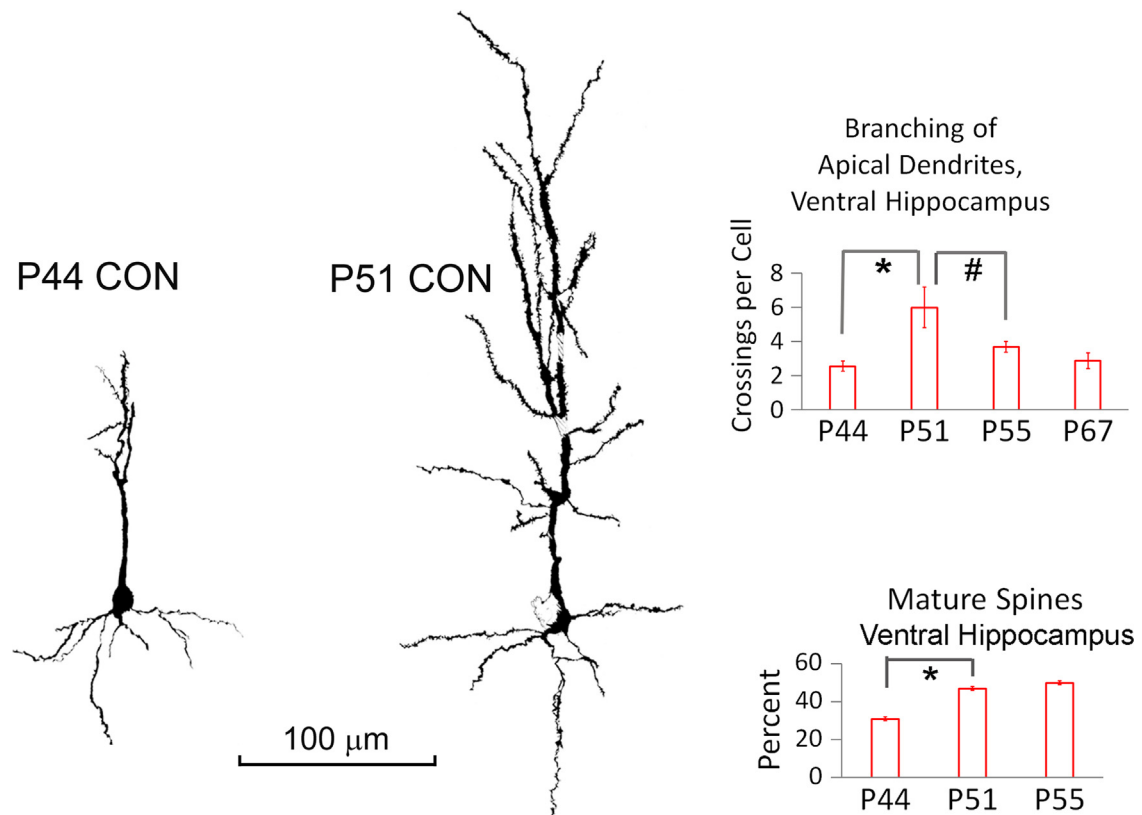 P44 CON
P51 CON
100 μm
Branching of
Apical Dendrites,
Ventral Hippocampus
Crossings per Cell
8
6
4
2
0
*
#
P44 P51 P55 P67
Mature Spines
Ventral Hippocampus
Percent
60
40
20
0
*
P44 P51 P55